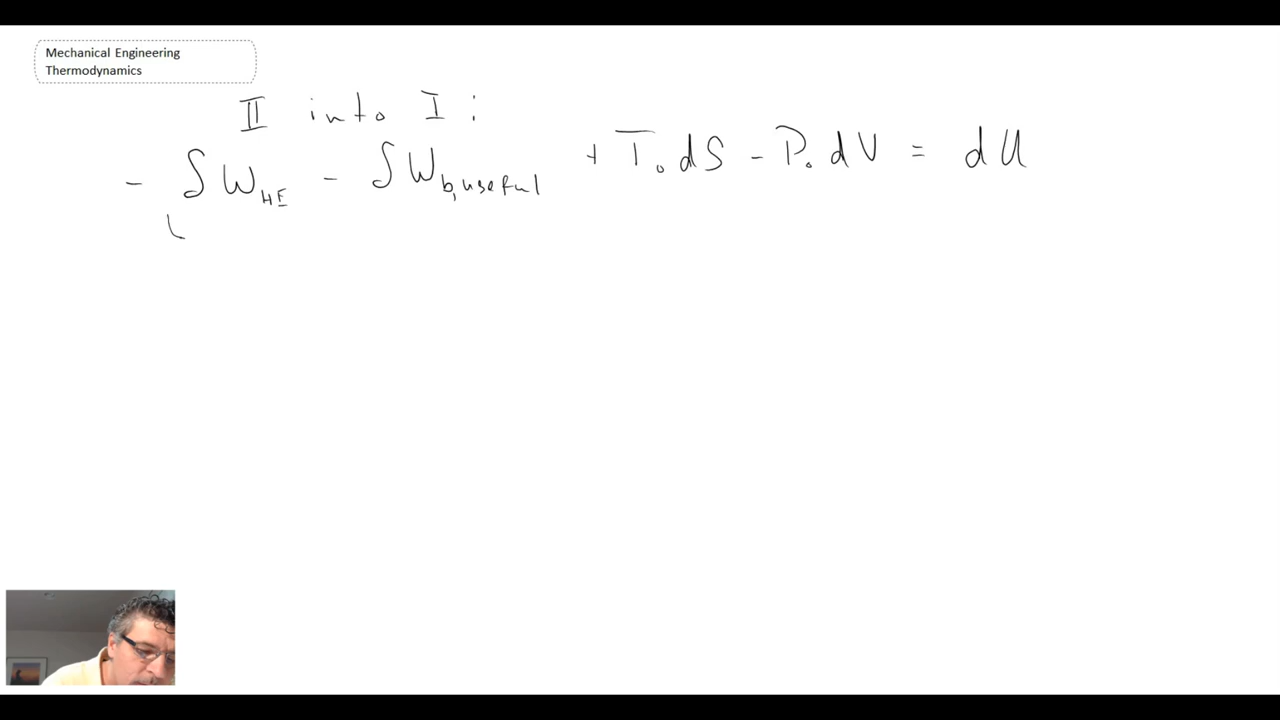 Mechanical Engineering
Thermodynamics
II into I :
- δW_HE - δW_b,useful + T₀dS - P₀dV = dU